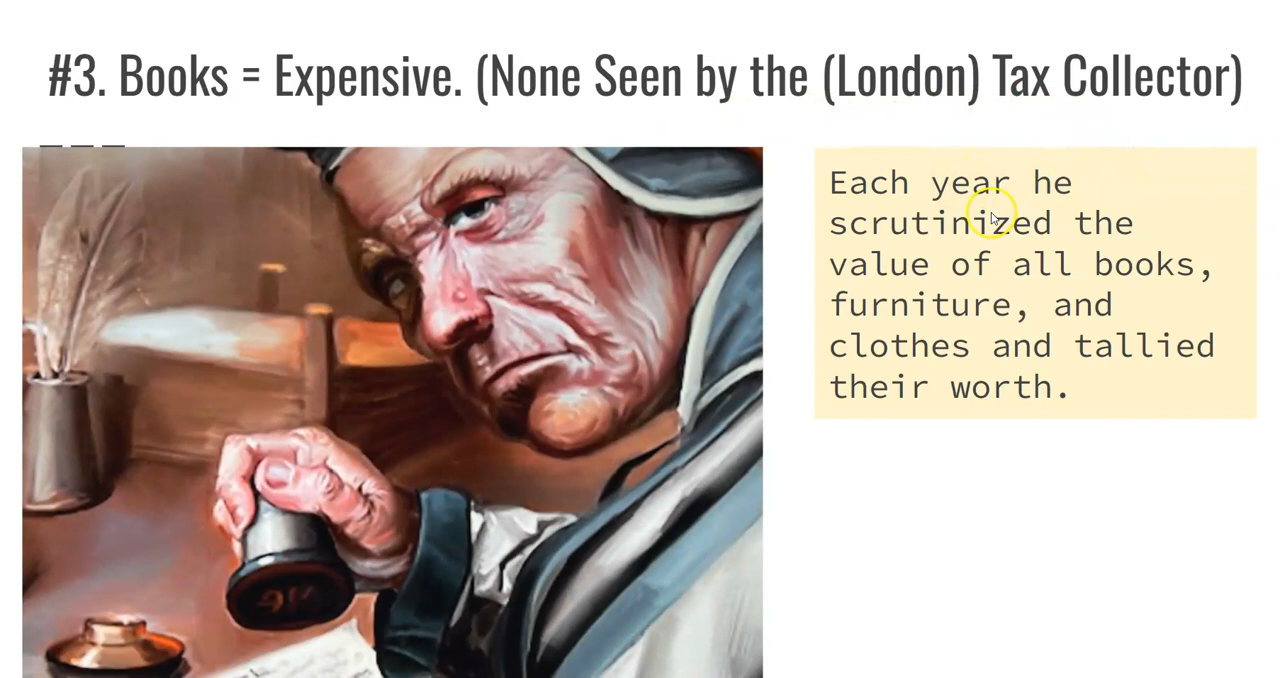 #3. Books = Expensive. (None Seen by the (London) Tax Collector)
Each year he
scrutinized the
value of all books,
furniture, and
clothes and tallied
their worth.